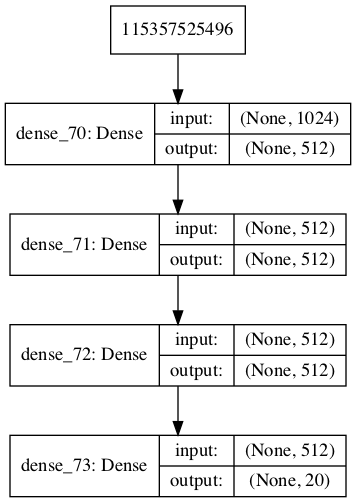 115357525496
dense_70: Dense
input: (None, 1024)
output: (None, 512)
dense_71: Dense
input: (None, 512)
output: (None, 512)
dense_72: Dense
input: (None, 512)
output: (None, 512)
dense_73: Dense
input: (None, 512)
output: (None, 20)